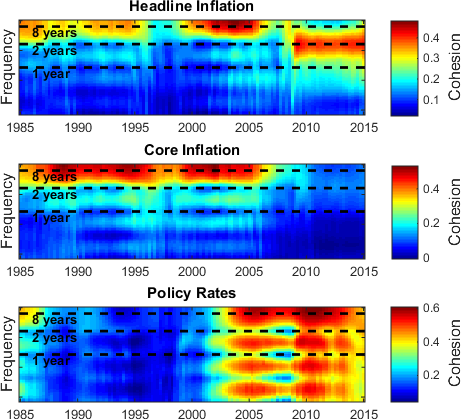 Headline Inflation
Frequency
8 years
2 years
1 year
1985 1990 1995 2000 2005 2010 2015
0.4
0.3
0.2
0.1
Cohesion
Core Inflation
Frequency
8 years
2 years
1 year
1985 1990 1995 2000 2005 2010 2015
0.4
0.2
0
Cohesion
Policy Rates
Frequency
8 years
2 years
1 year
1985 1990 1995 2000 2005 2010 2015
0.6
0.4
0.2
Cohesion